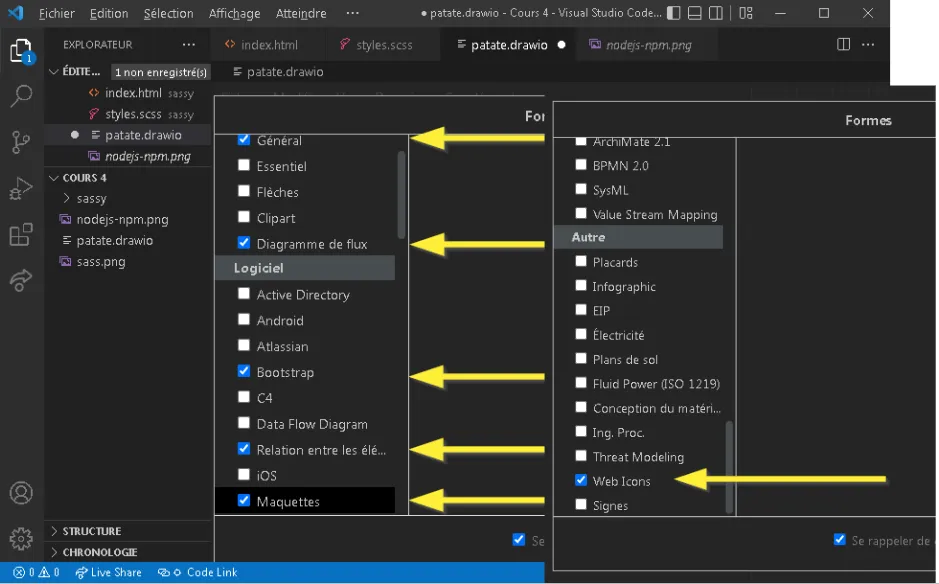 Fichier Edition Sélection Affichage Atteindre ··· ● patate.drawio - Cours 4 - Visual Studio Code...
EXPLORATEUR ···
index.html
styles.scss
patate.drawio ●
nodejs-npm.png
···
1
ÉDITE... 1 non enregistré(s)
patate.drawio
index.html sassy
styles.scss sassy
patate.drawio
nodejs-npm.png
COURS 4
sassy
nodejs-npm.png
patate.drawio
sass.png
STRUCTURE
CHRONOLOGIE
0 0 Live Share Code Link
For
Général
Essentiel
Flèches
Clipart
Diagramme de flux
Logiciel
Active Directory
Android
Atlassian
Bootstrap
C4
Data Flow Diagram
Relation entre les élé...
iOS
Maquettes
Se
Formes
ArchiMate 2.1
BPMN 2.0
SysML
Value Stream Mapping
Autre
Placards
Infographic
EIP
Électricité
Plans de sol
Fluid Power (ISO 1219)
Conception du matéri...
Ing. Proc.
Threat Modeling
Web Icons
Signes
Se rappeler de